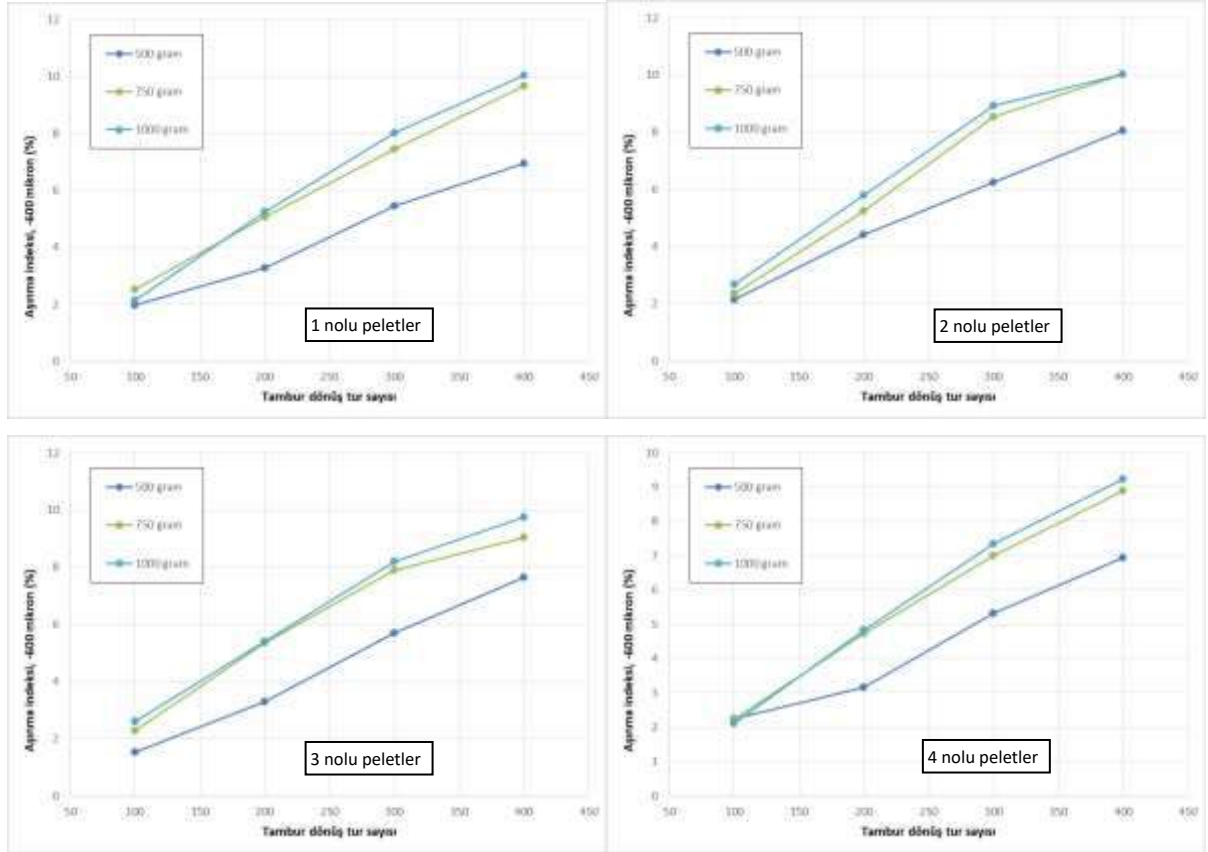 12
10
8
6
4
2
0
Aşınma indeksi, -600 mikron (%)
500 gram
750 gram
1000 gram
1 nolu peletler
50 100 150 200 250 300 350 400 450
Tambur dönüş tur sayısı
12
10
8
6
4
2
0
Aşınma indeksi, -600 mikron (%)
500 gram
750 gram
1000 gram
2 nolu peletler
50 100 150 200 250 300 350 400 450
Tambur dönüş tur sayısı
12
10
8
6
4
2
0
Aşınma indeksi, -600 mikron (%)
500 gram
750 gram
1000 gram
3 nolu peletler
50 100 150 200 250 300 350 400 450
Tambur dönüş tur sayısı
10
9
8
7
6
5
4
3
2
1
0
Aşınma indeksi, -600 mikron (%)
500 gram
750 gram
1000 gram
4 nolu peletler
50 100 150 200 250 300 350 400 450
Tambur dönüş tur sayısı